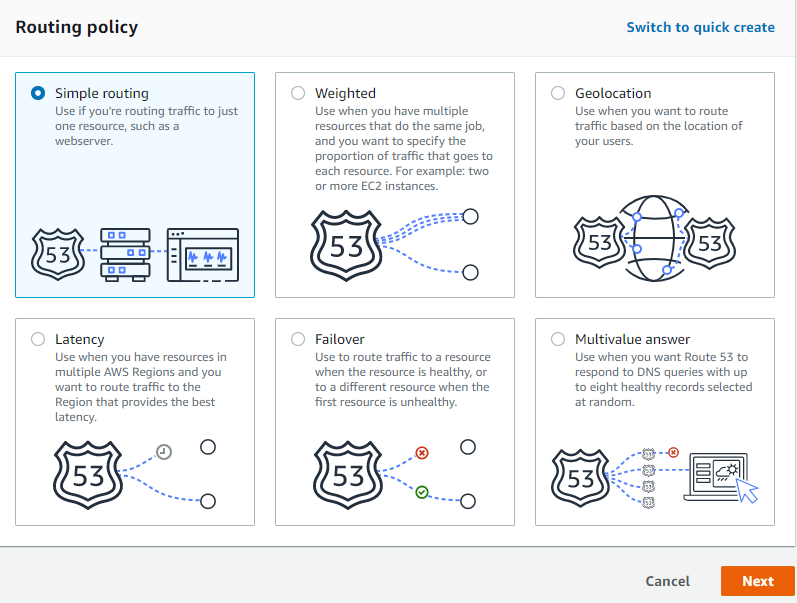 Routing policy
Switch to quick create
Simple routing
Use if you're routing traffic to just
one resource, such as a
webserver.
53
Weighted
Use when you have multiple
resources that do the same job,
and you want to specify the
proportion of traffic that goes to
each resource. For example: two
or more EC2 instances.
53
Geolocation
Use when you want to route
traffic based on the location of
your users.
53
53
Latency
Use when you have resources in
multiple AWS Regions and you
want to route traffic to the
Region that provides the best
latency.
53
Failover
Use to route traffic to a resource
when the resource is healthy, or
to a different resource when the
first resource is unhealthy.
53
Multivalue answer
Use when you want Route 53 to
respond to DNS queries with up
to eight healthy records selected
at random.
53
Cancel
Next